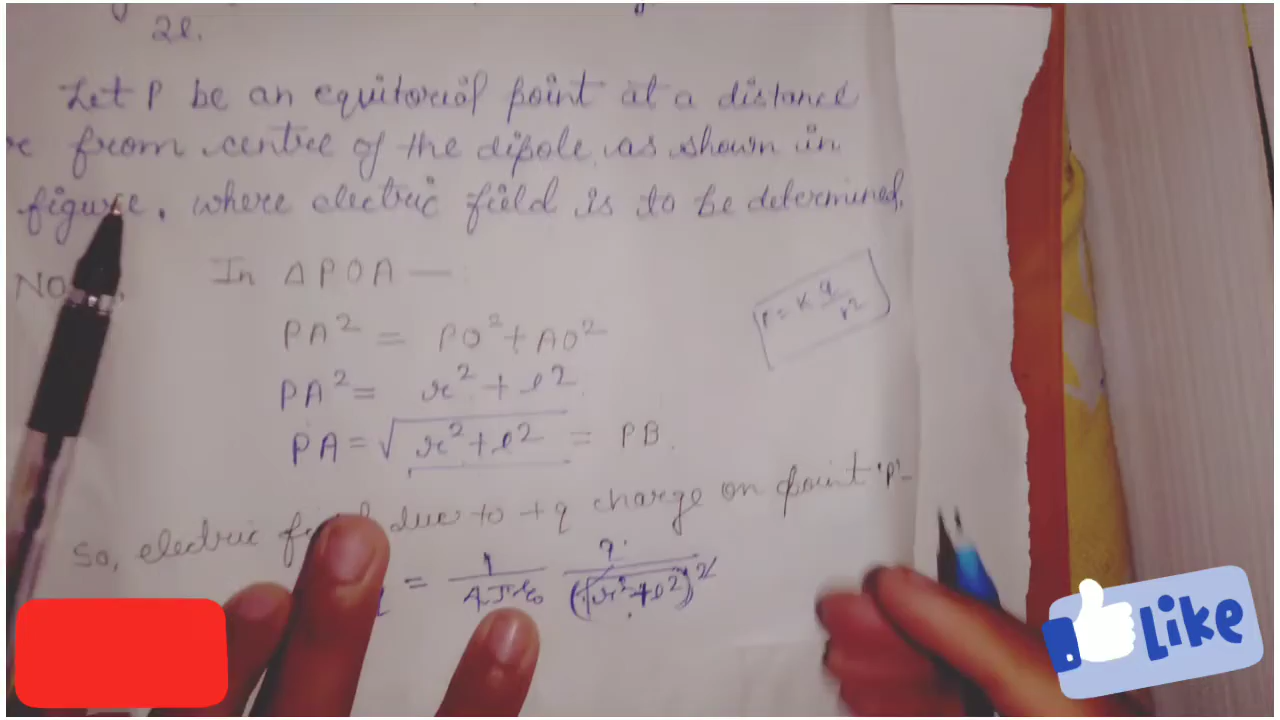 2l.
Let P be an equitorial point at a distance
r from centre of the dipole as shown in
figure, where electric field is to be determined.
In △POA —
PA² = PO² + AO²
PA² = r² + l²
PA = √r² + l² = PB.
E = K q/r²
So, electric due to +q charge on point 'P'-
= 1/4πε₀ q/(√r²+l²)²
Like